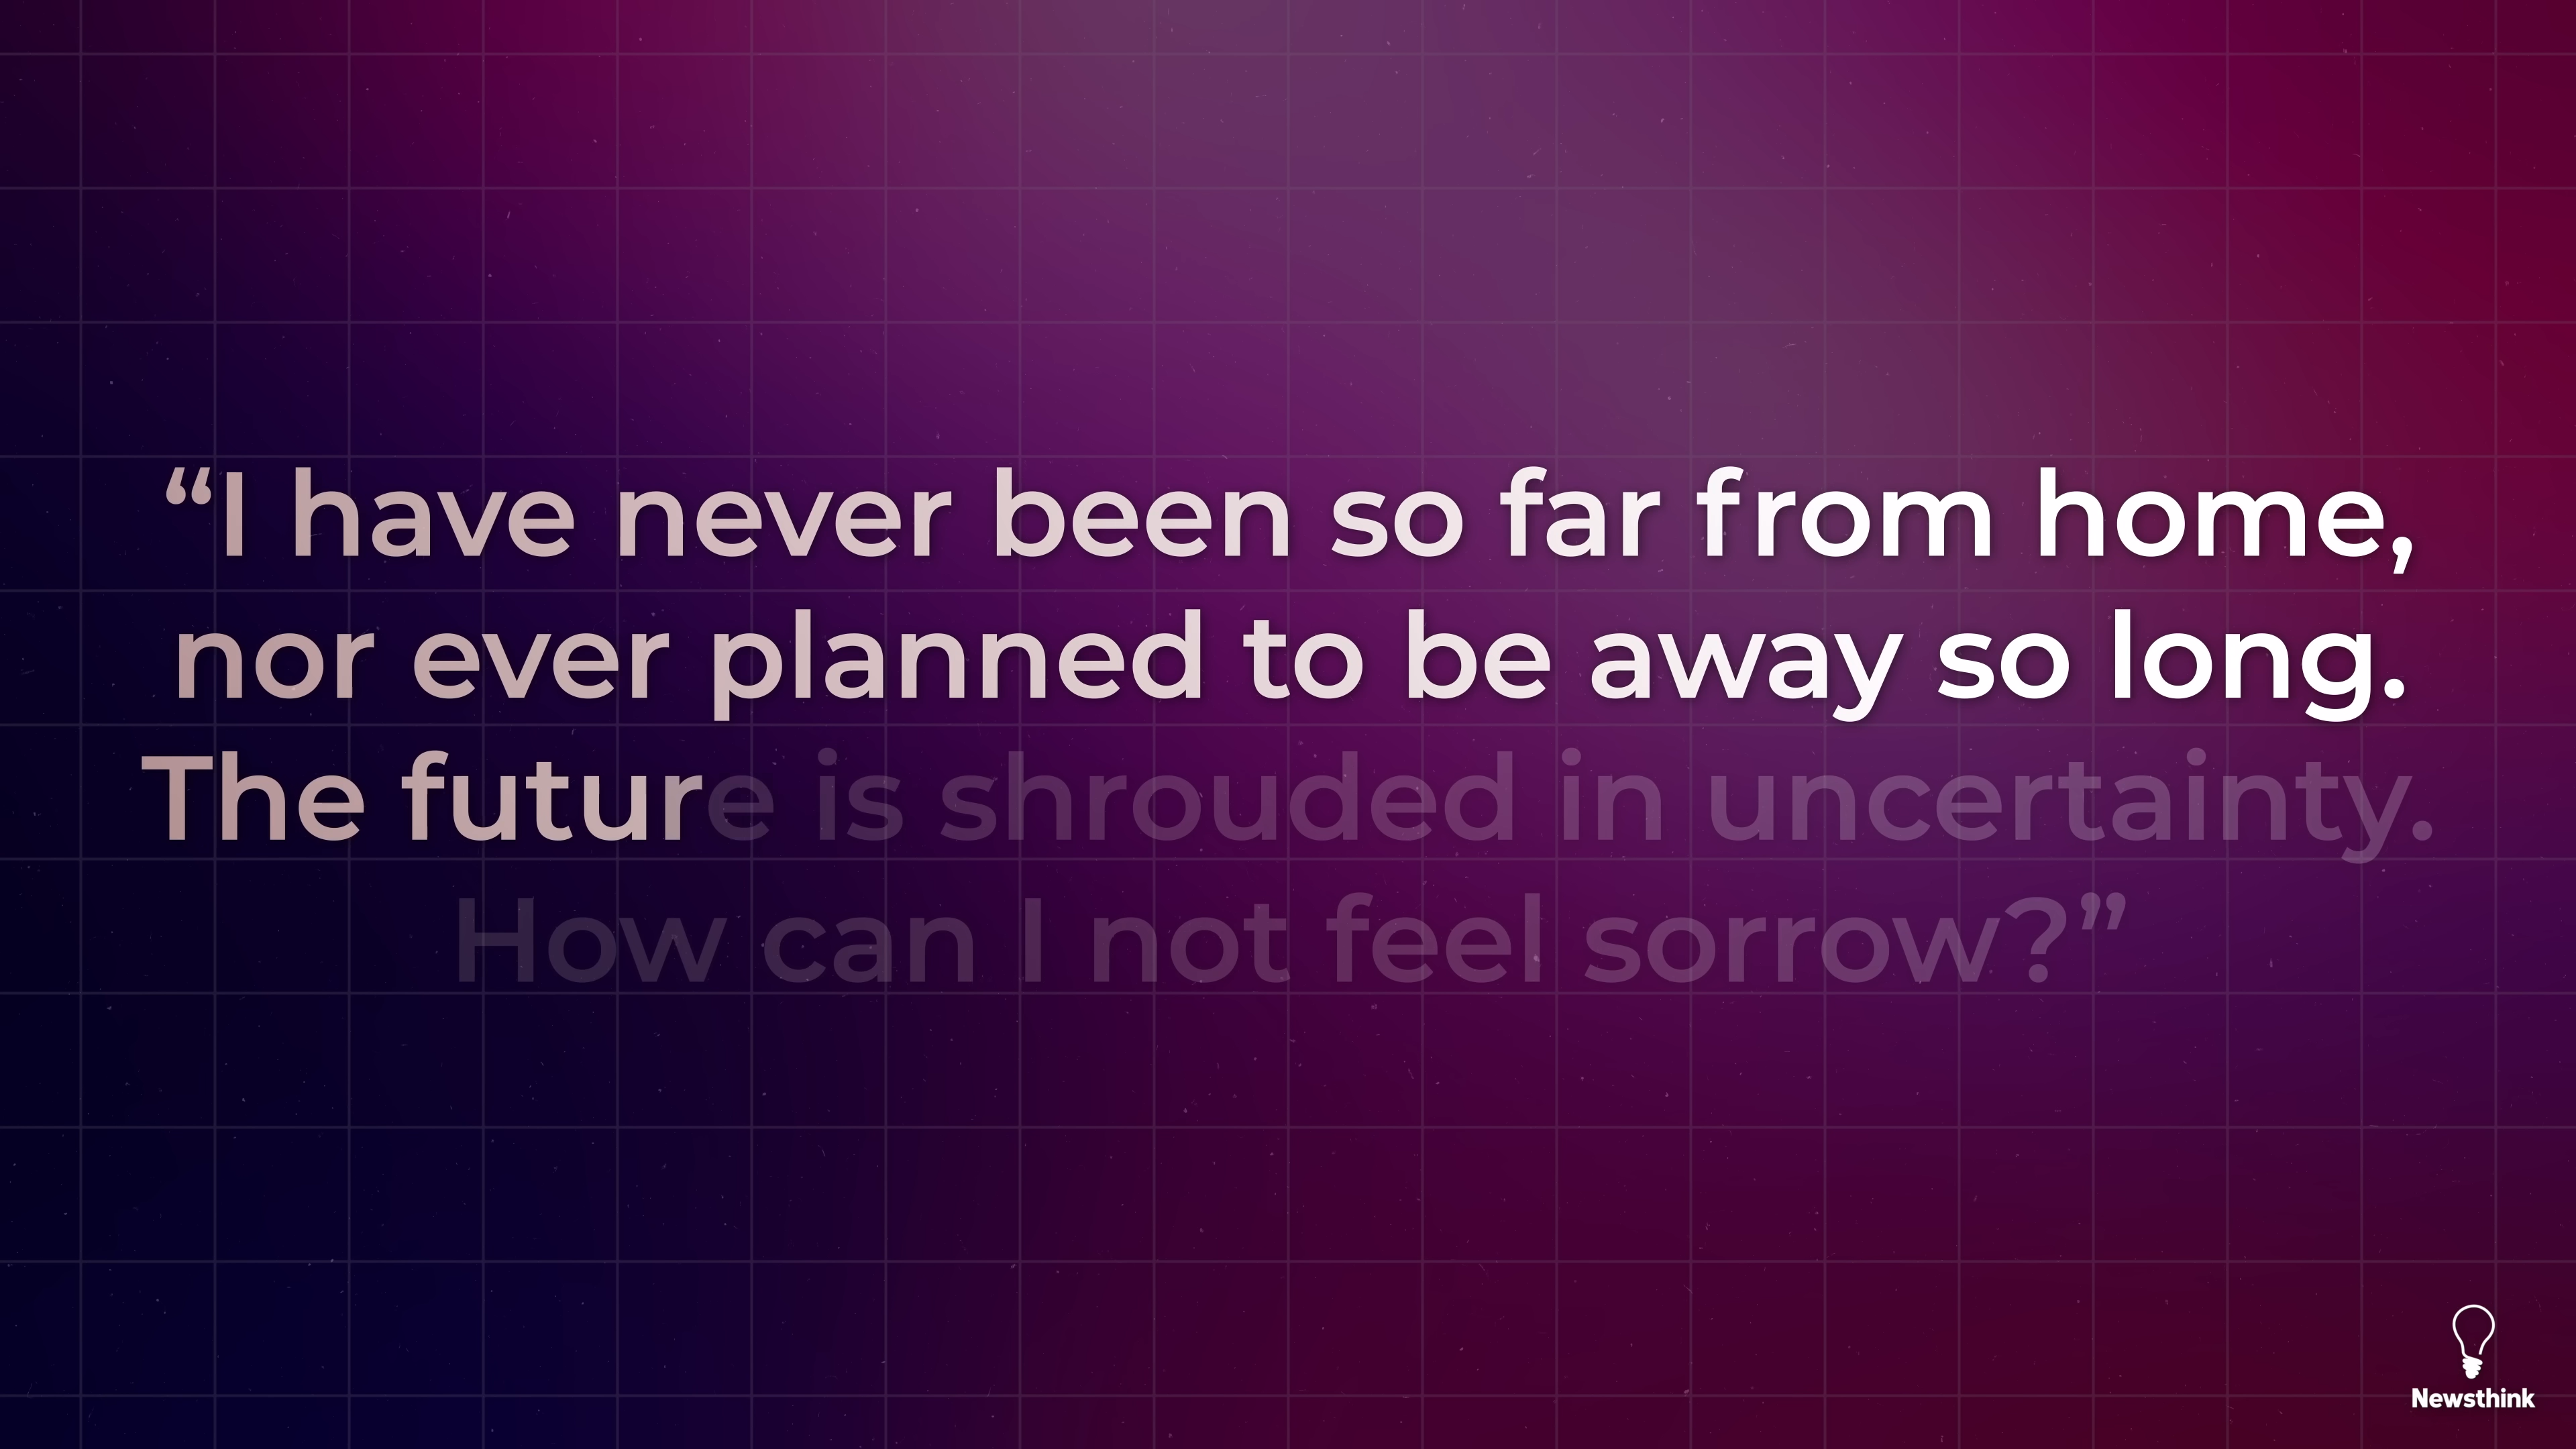 “I have never been so far from home,
nor ever planned to be away so long.
The future is shrouded in uncertainty.
How can I not feel sorrow?”
Newsthink